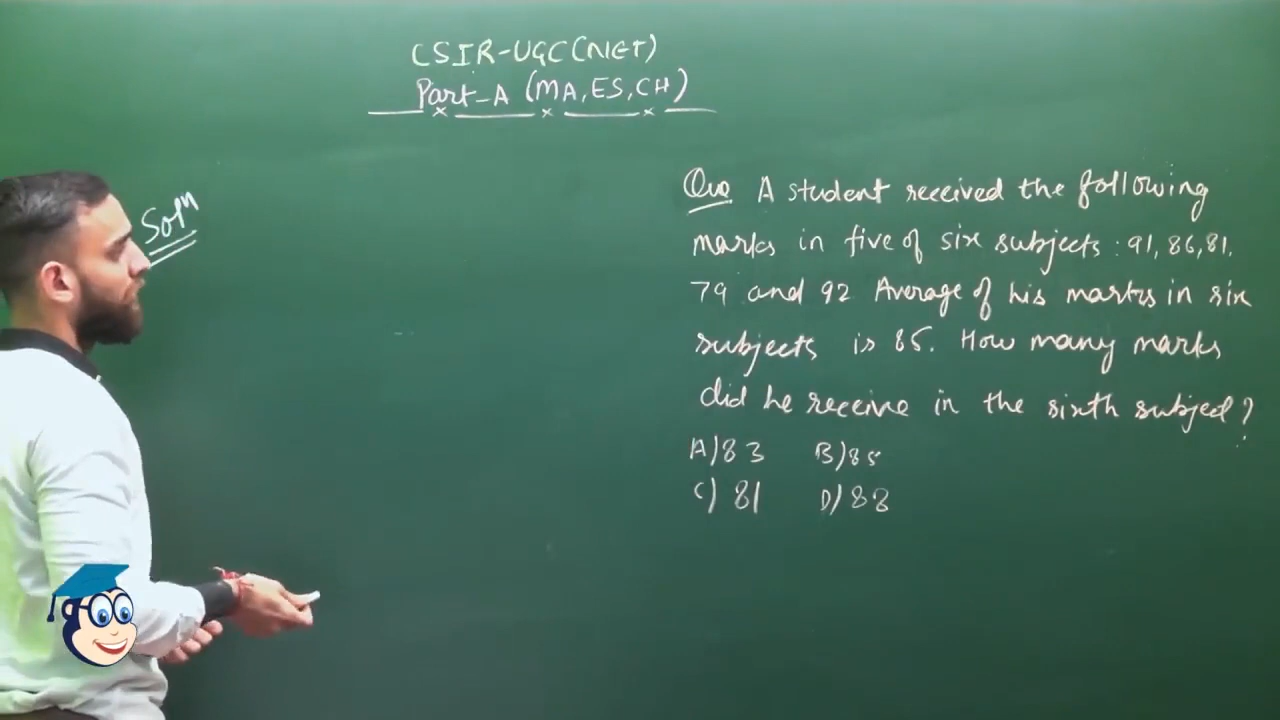 CSIR-UGC(NET)
Part-A (MA, ES, CH)
Soln
Que A student received the following
marks in five of six subjects : 91, 86, 81,
79 and 92 Average of his marks in six
subjects is 85. How many marks
did he receive in the sixth subject?
A) 83 B) 85
C) 81 D) 88